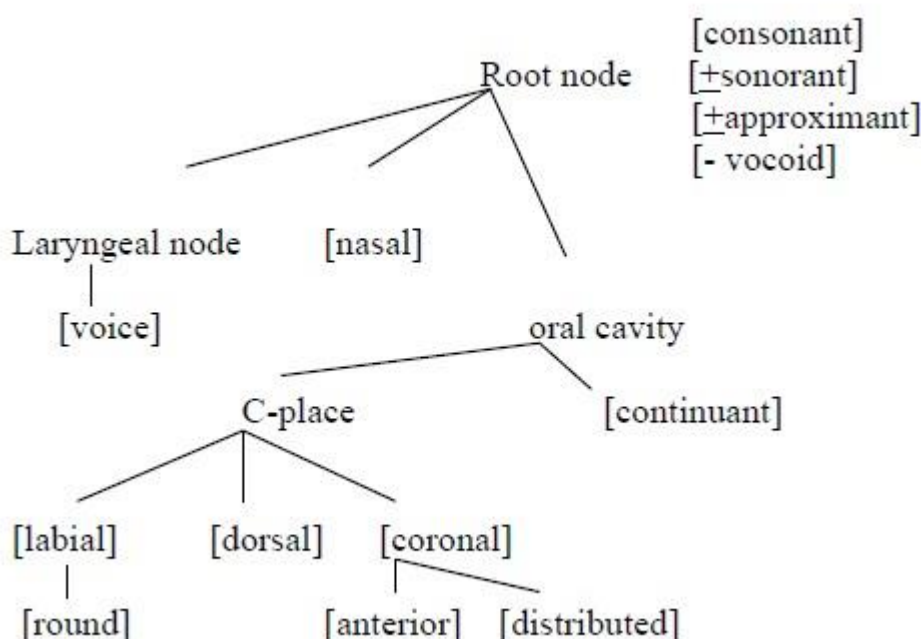 [consonant]
Root node [±sonorant]
[±approximant]
[- vocoid]
Laryngeal node [nasal]
[voice] oral cavity
C-place [continuant]
[labial] [dorsal] [coronal]
[round] [anterior] [distributed]